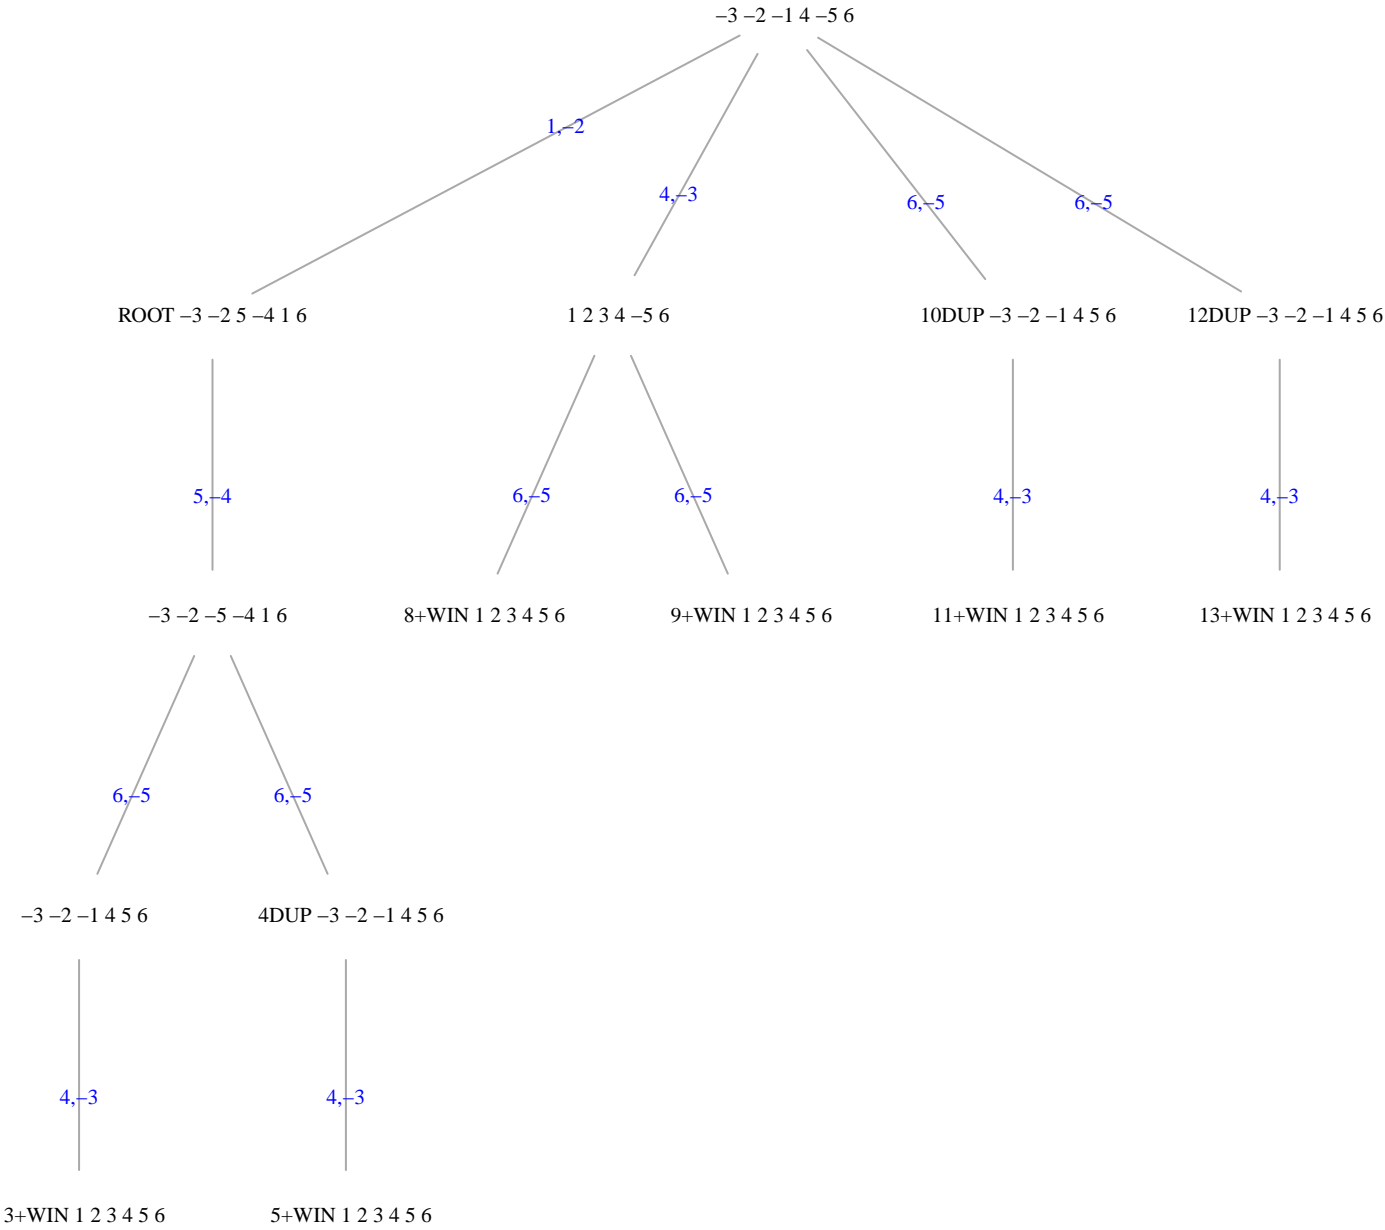 –3 –2 –1 4 –5 6
1,–2
4,–3
6,–5
6,–5
ROOT –3 –2 5 –4 1 6
1 2 3 4 –5 6
10DUP –3 –2 –1 4 5 6
12DUP –3 –2 –1 4 5 6
5,–4
6,–5
6,–5
4,–3
4,–3
–3 –2 –5 –4 1 6
8+WIN 1 2 3 4 5 6
9+WIN 1 2 3 4 5 6
11+WIN 1 2 3 4 5 6
13+WIN 1 2 3 4 5 6
6,–5
6,–5
–3 –2 –1 4 5 6
4DUP –3 –2 –1 4 5 6
4,–3
4,–3
3+WIN 1 2 3 4 5 6
5+WIN 1 2 3 4 5 6